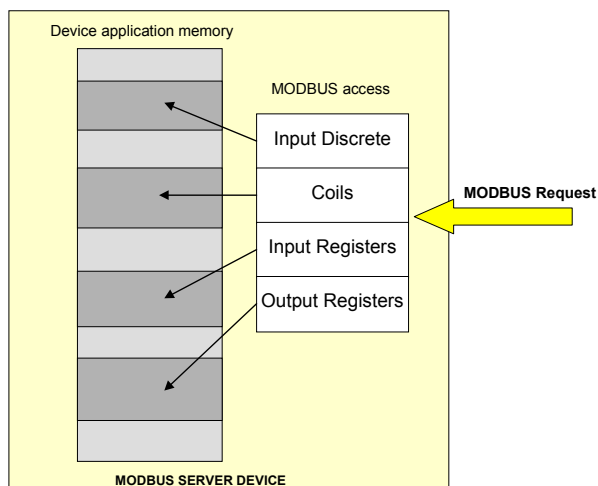 Device application memory
MODBUS access
Input Discrete
Coils
MODBUS Request
Input Registers
Output Registers
MODBUS SERVER DEVICE